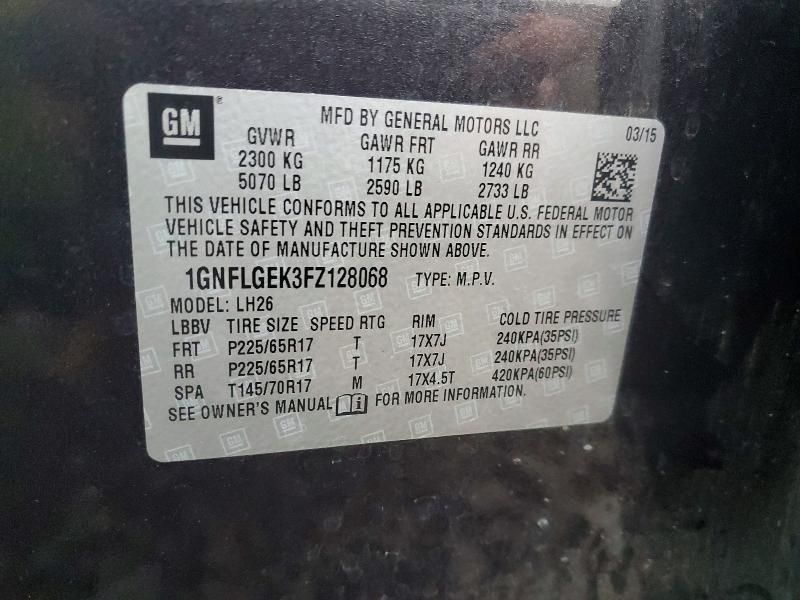 GM ®
MFD BY GENERAL MOTORS LLC 03/15
GVWR GAWR FRT GAWR RR
2300 KG 1175 KG 1240 KG
5070 LB 2590 LB 2733 LB
THIS VEHICLE CONFORMS TO ALL APPLICABLE U.S. FEDERAL MOTOR
VEHICLE SAFETY AND THEFT PREVENTION STANDARDS IN EFFECT ON
THE DATE OF MANUFACTURE SHOWN ABOVE.
1GNFLGEK3FZ128068 TYPE: M.P.V.
MODEL: LH26
LBBV TIRE SIZE SPEED RTG RIM COLD TIRE PRESSURE
FRT P225/65R17 T 17X7J 240KPA(35PSI)
RR P225/65R17 T 17X7J 240KPA(35PSI)
SPA T145/70R17 M 17X4.5T 420KPA(60PSI)
SEE OWNER'S MANUAL i FOR MORE INFORMATION.